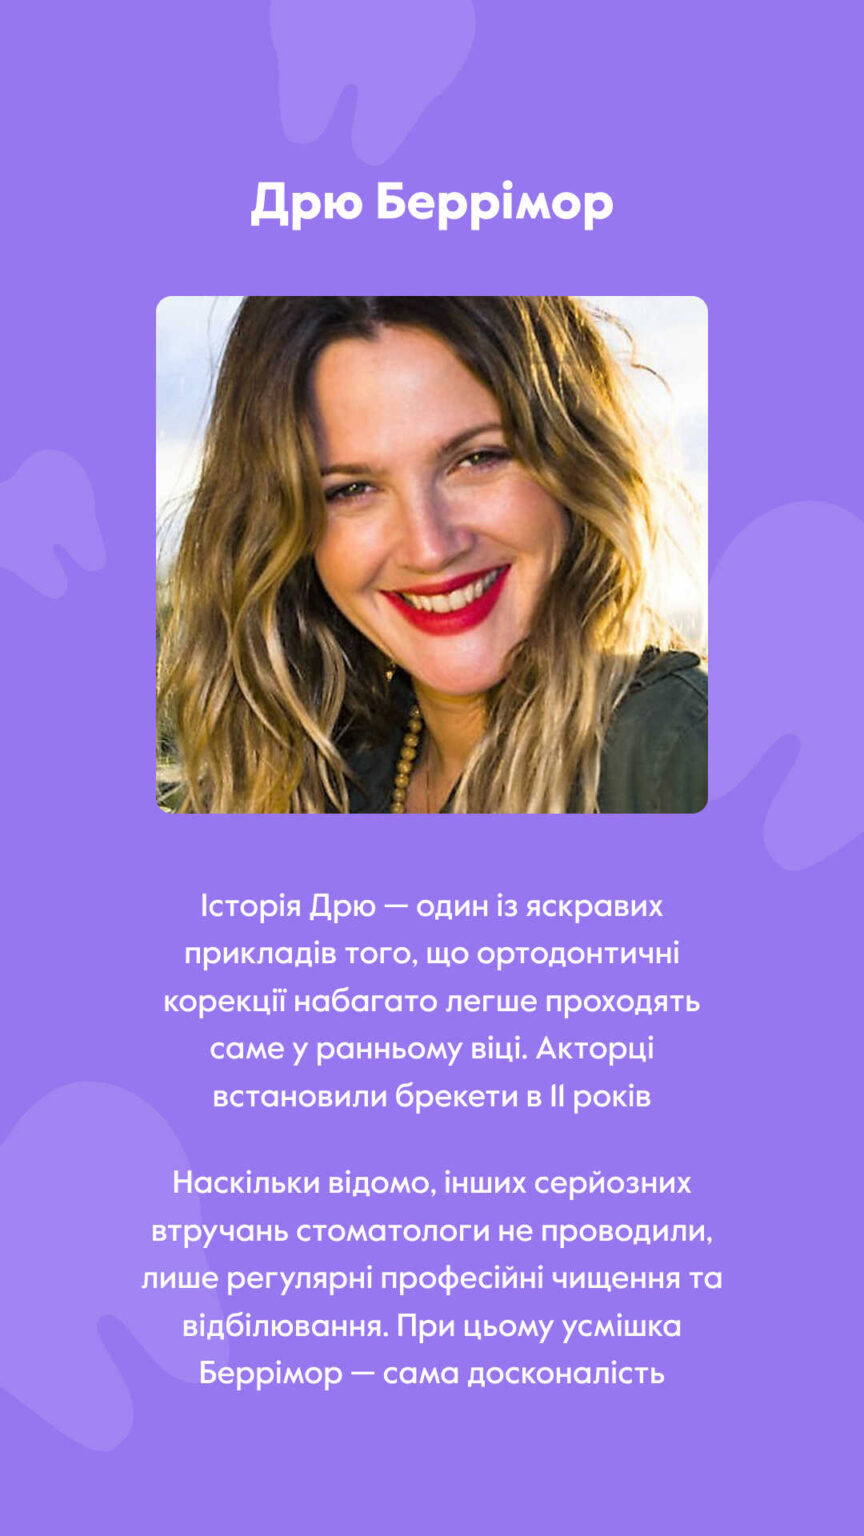 Дрю Беррімор
Історія Дрю — один із яскравих
прикладів того, що ортодонтичні
корекції набагато легше проходять
саме у ранньому віці. Акторці
встановили брекети в 11 років
Наскільки відомо, інших серйозних
втручань стоматологи не проводили,
лише регулярні професійні чищення та
відбілювання. При цьому усмішка
Беррімор — сама досконалість